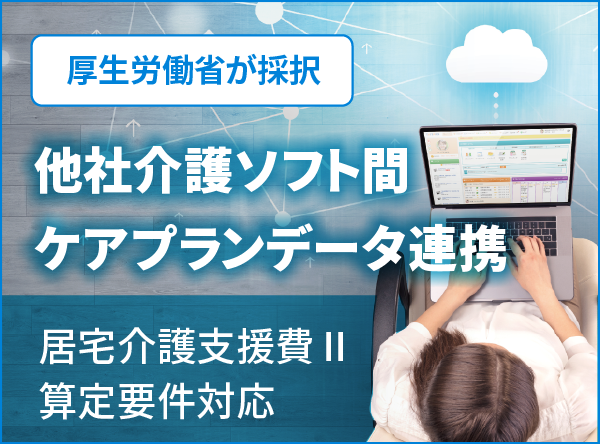 厚生労働省が採択
他社介護ソフト間
ケアプランデータ連携
居宅介護支援費Ⅱ
算定要件対応